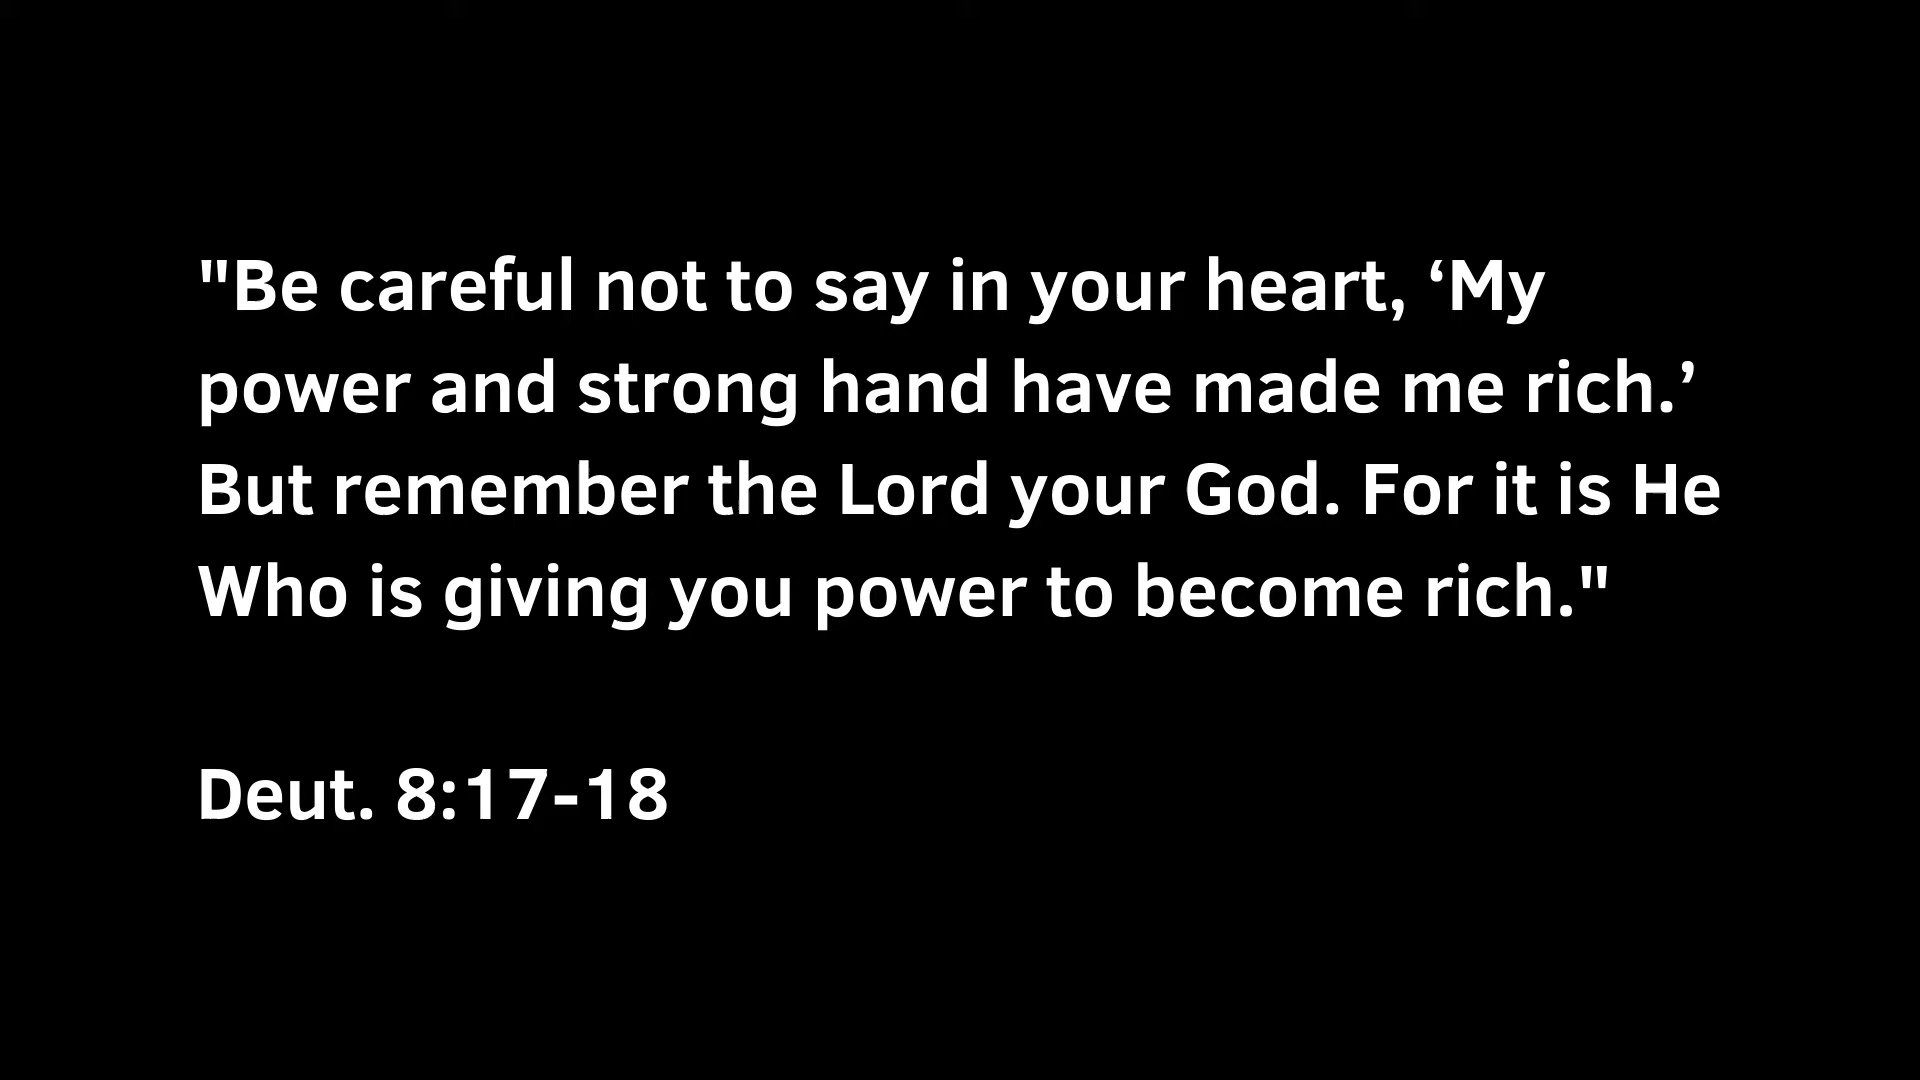 "Be careful not to say in your heart, ‘My
power and strong hand have made me rich.’
But remember the Lord your God. For it is He
Who is giving you power to become rich."
Deut. 8:17-18